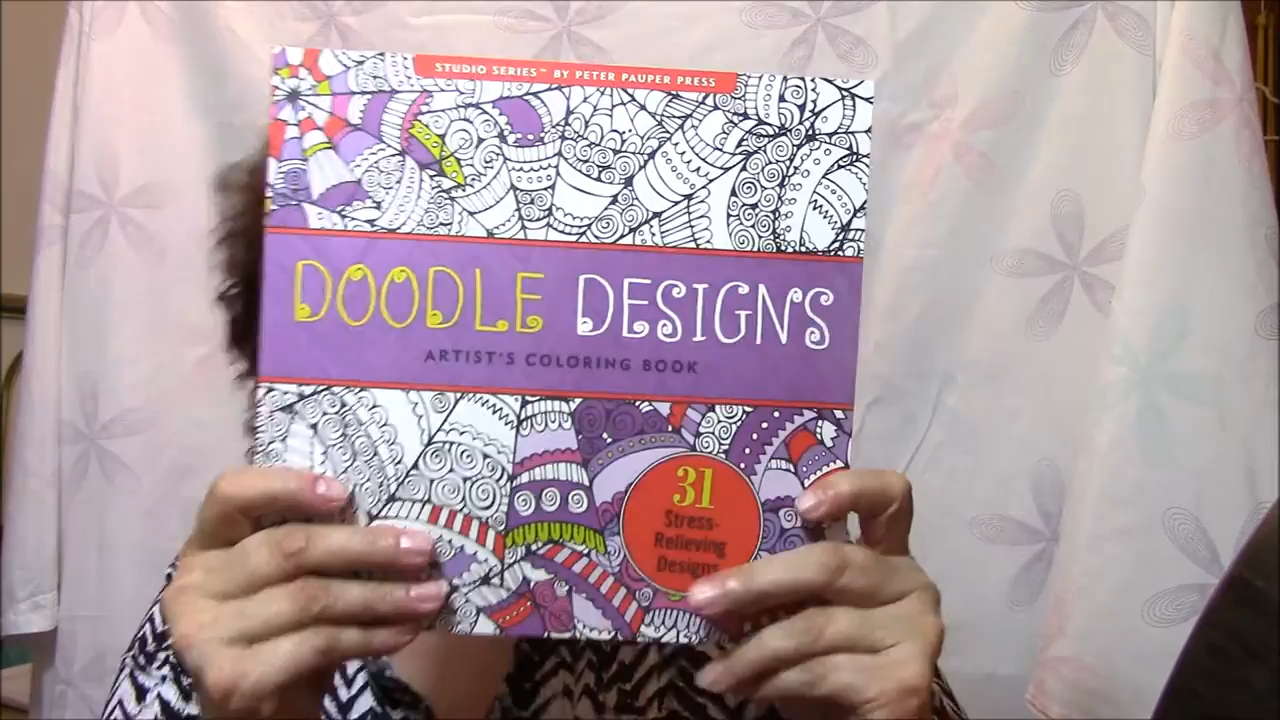 STUDIO SERIES™ BY PETER PAUPER PRESS
DOODLE DESIGNS
ARTIST'S COLORING BOOK
31
Stress-
Relieving
Designs